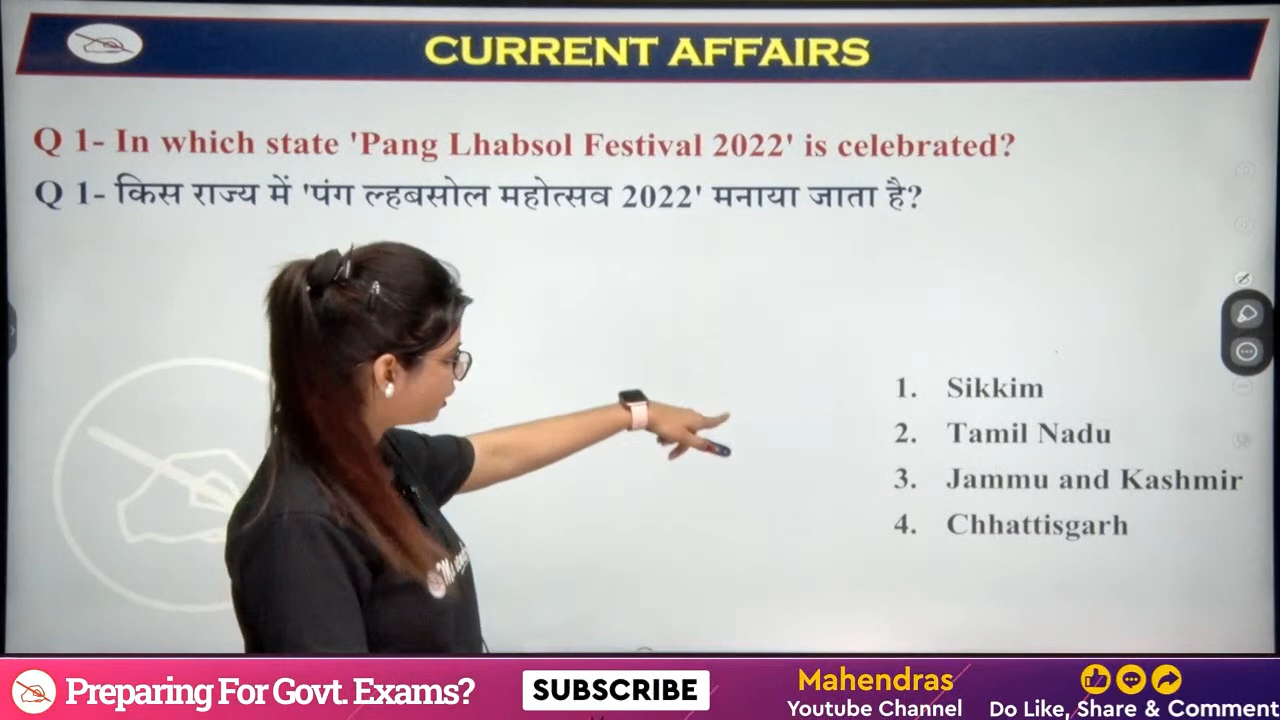 CURRENT AFFAIRS
Q 1- In which state 'Pang Lhabsol Festival 2022' is celebrated?
Q 1- किस राज्य में 'पंग ल्हबसोल महोत्सव 2022' मनाया जाता है?
1. Sikkim
2. Tamil Nadu
3. Jammu and Kashmir
4. Chhattisgarh
Preparing For Govt. Exams?
SUBSCRIBE
Mahendras
Youtube Channel
Do Like, Share & Comment